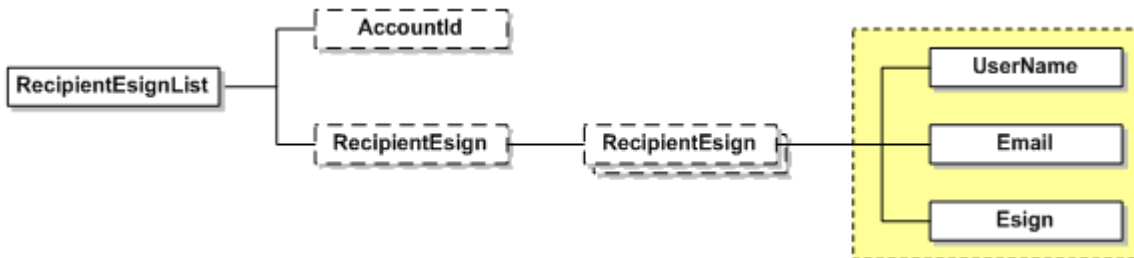 AccountId
RecipientEsignList
RecipientEsign
RecipientEsign
UserName
Email
Esign